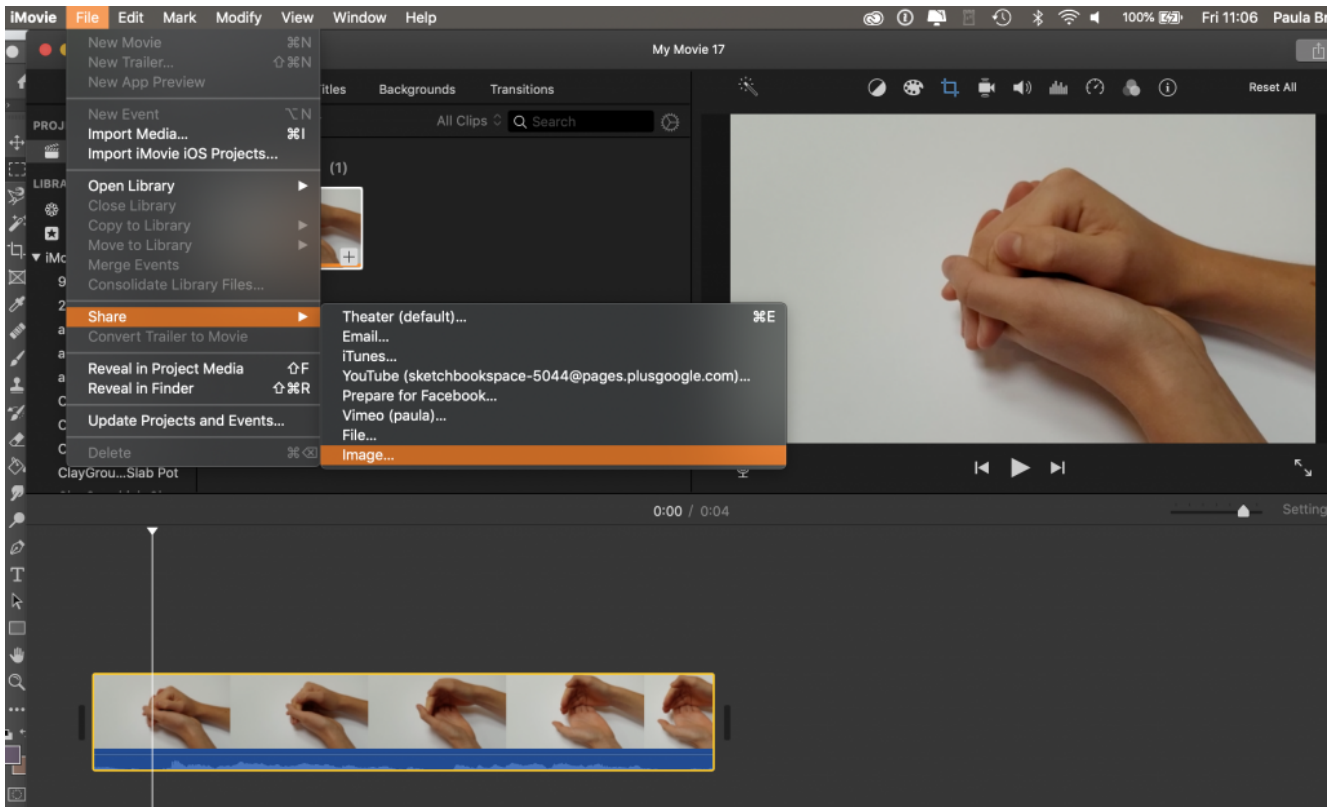 iMovie File Edit Mark Modify View Window Help 100% Fri 11:06 Paula Br
My Movie 17
New Movie ⌘N
New Trailer... ⇧⌘N
New App Preview
New Event ⌥N
Import Media... ⌘I
Import iMovie iOS Projects...
Open Library
Close Library
Copy to Library
Move to Library
Merge Events
Consolidate Library Files...
Share
Convert Trailer to Movie
Reveal in Project Media ⇧F
Reveal in Finder ⇧⌘R
Update Projects and Events...
Delete ⌘⌫
Theater (default)... ⌘E
Email...
iTunes...
YouTube (sketchbookspace-5044@pages.plusgoogle.com)...
Prepare for Facebook...
Vimeo (paula)...
File...
Image...
itles Backgrounds Transitions
Reset All
PROJ
All Clips Search
(1)
LIBRA
iMo
9
2
a
a
a
C
C
C
ClayGrou...Slab Pot
0:00 / 0:04
Setting